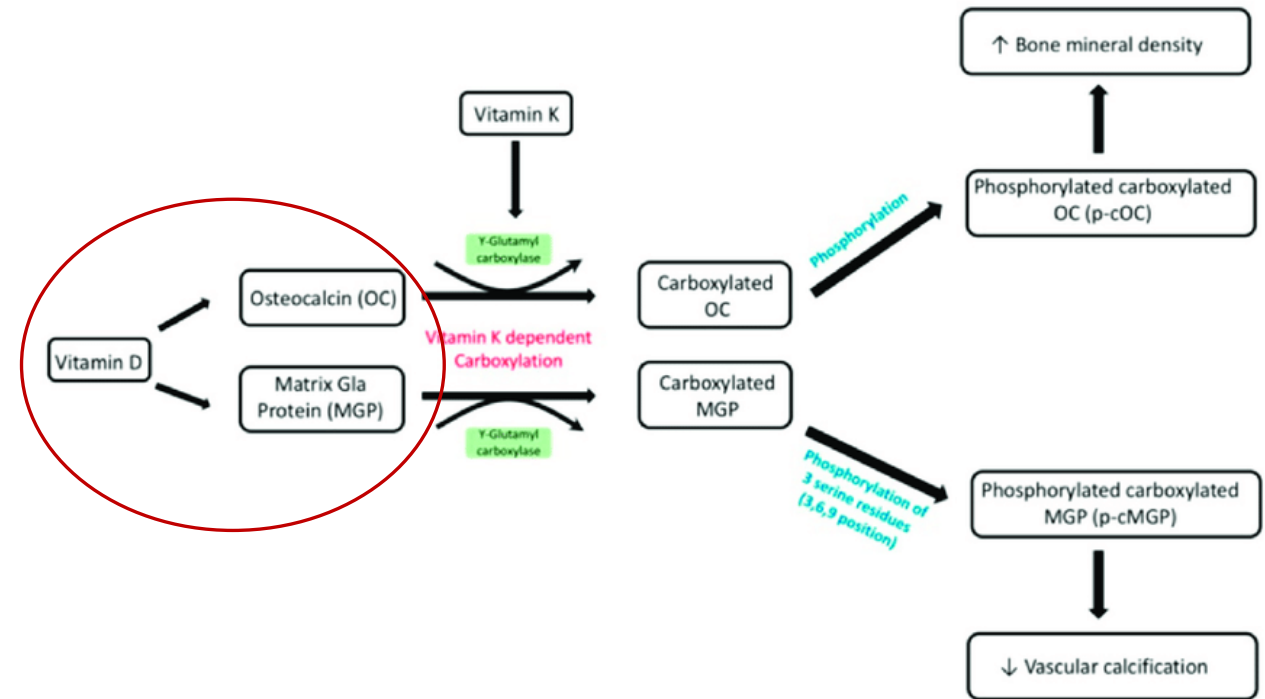 ↑ Bone mineral density
Vitamin K
Phosphorylated carboxylated
OC (p-cOC)
Phosphorylation
Y-Glutamyl
carboxylase
Osteocalcin (OC)
Carboxylated
OC
Vitamin K dependent
Carboxylation
Vitamin D
Matrix Gla
Protein (MGP)
Carboxylated
MGP
Y-Glutamyl
carboxylase
Phosphorylation of
3 serine residues
(3,6,9 position)
Phosphorylated carboxylated
MGP (p-cMGP)
↓ Vascular calcification